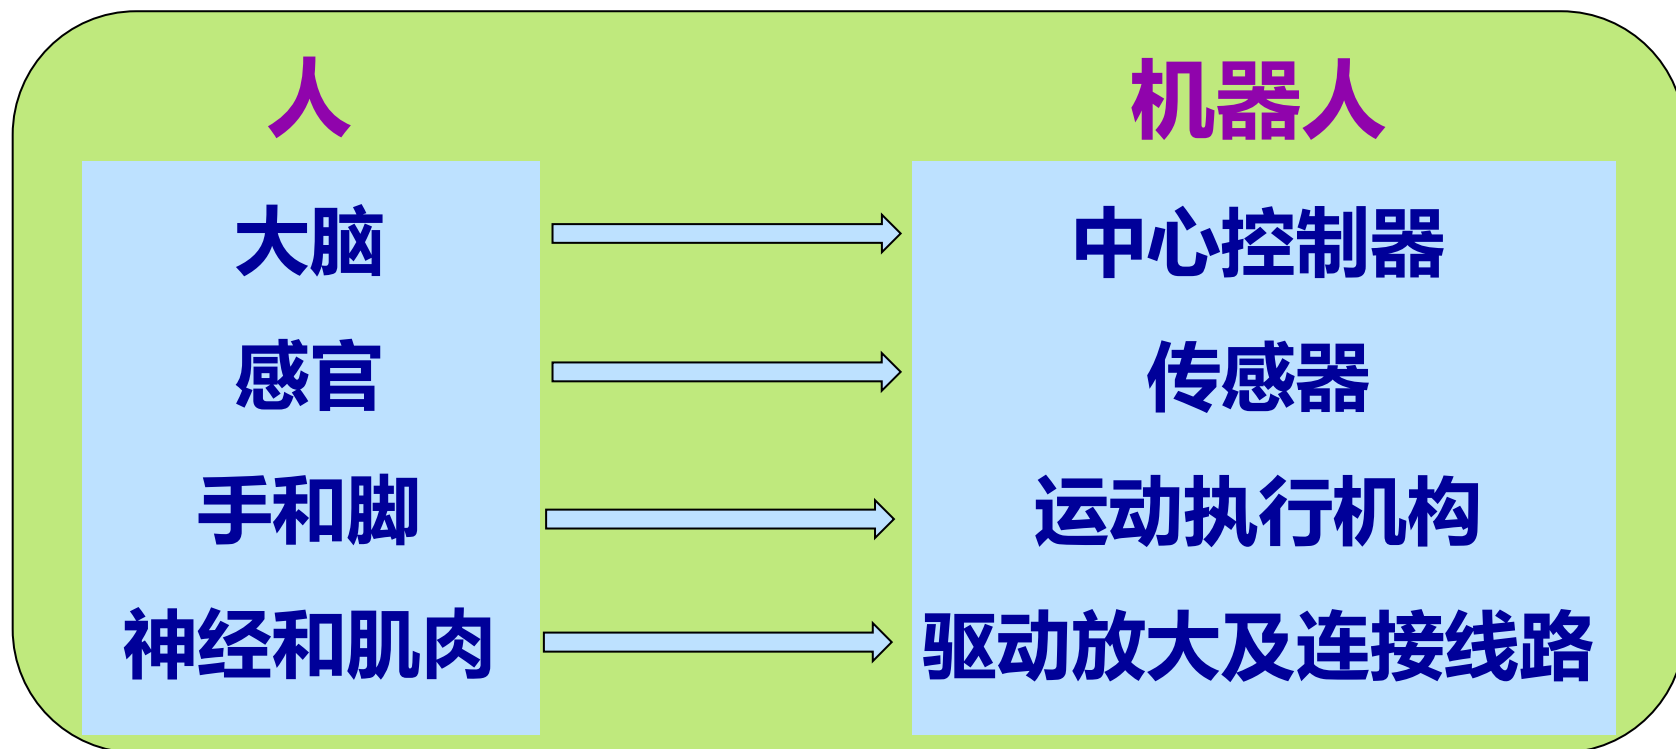 人 机器人
大脑 中心控制器
感官 传感器
手和脚 运动执行机构
神经和肌肉 驱动放大及连接线路